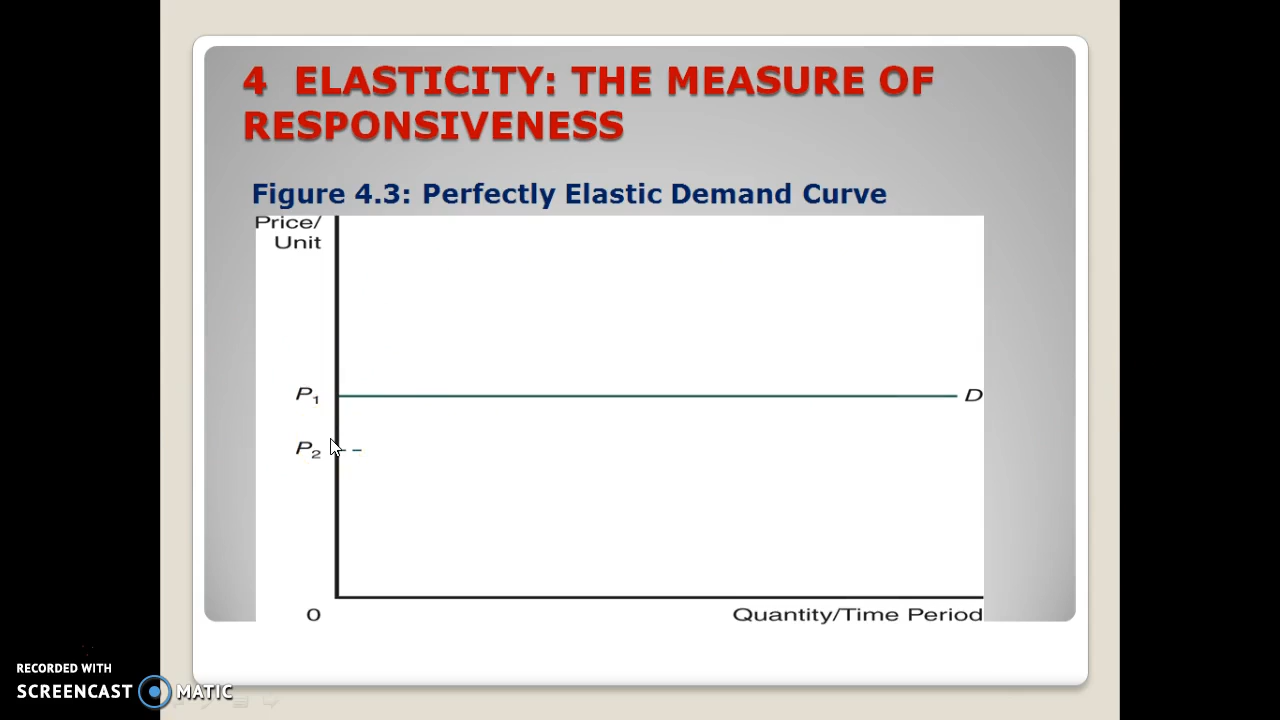 4 ELASTICITY: THE MEASURE OF
RESPONSIVENESS
Figure 4.3: Perfectly Elastic Demand Curve
Price/
Unit
P1
D
P2
0
Quantity/Time Period
RECORDED WITH
SCREENCAST MATIC